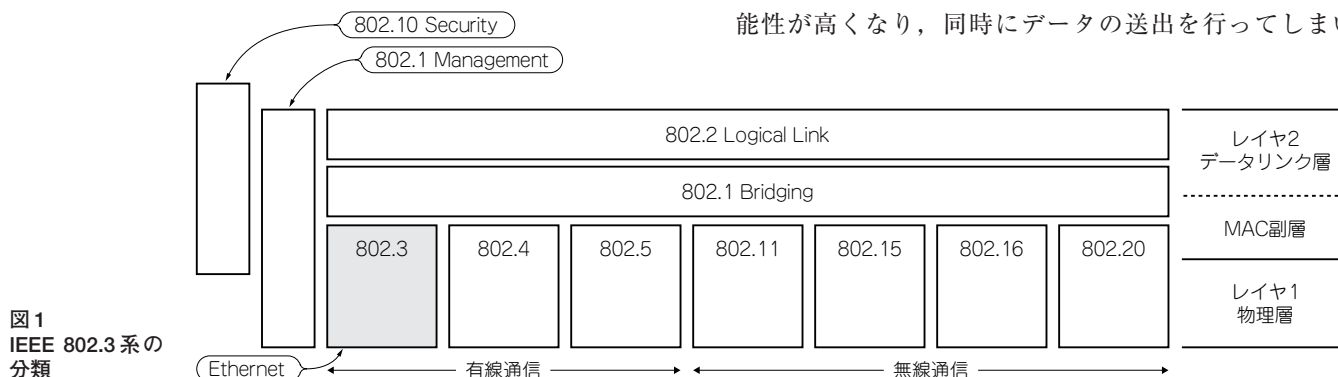 能性が高くなり，同時にデータの送出を行ってしまい
802.10 Security
802.1 Management
802.2 Logical Link
802.1 Bridging
802.3
802.4
802.5
802.11
802.15
802.16
802.20
レイヤ2
データリンク層
MAC副層
レイヤ1
物理層
Ethernet
有線通信
無線通信
図1
IEEE 802.3系の
分類